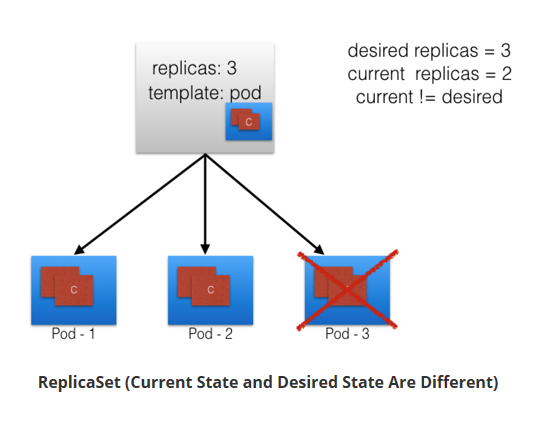 replicas: 3
template: pod
C
desired replicas = 3
current replicas = 2
current != desired
C
C
Pod - 1
Pod - 2
Pod - 3
ReplicaSet (Current State and Desired State Are Different)